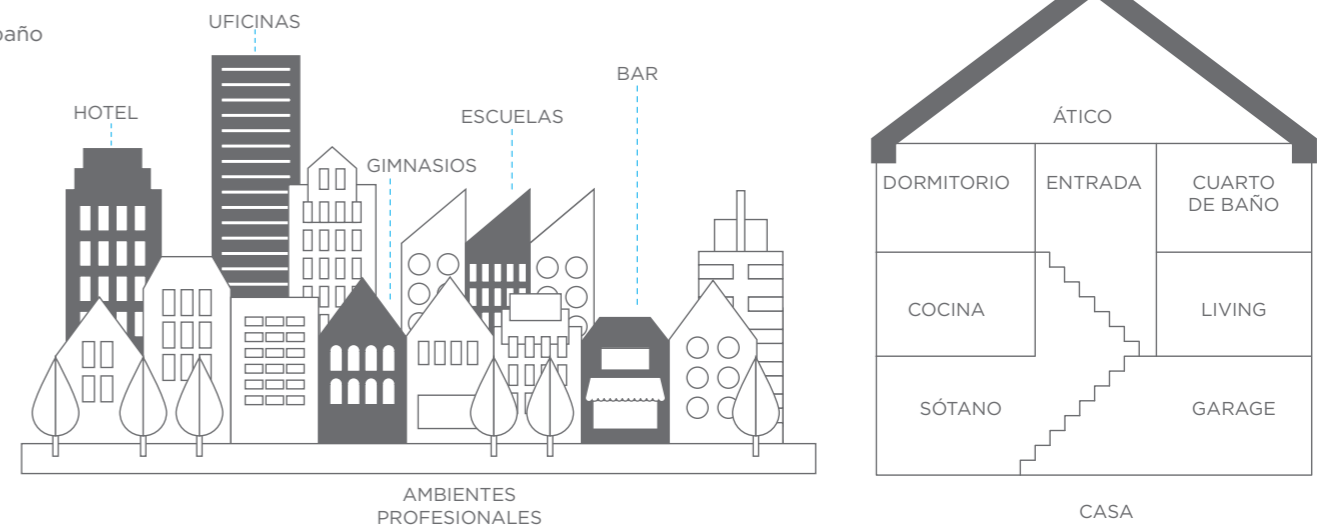 baño
UFICINAS
HOTEL
GIMNASIOS
ESCUELAS
BAR
AMBIENTES
PROFESIONALES
ÁTICO
DORMITORIO
ENTRADA
CUARTO
DE BAÑO
COCINA
LIVING
SÓTANO
GARAGE
CASA